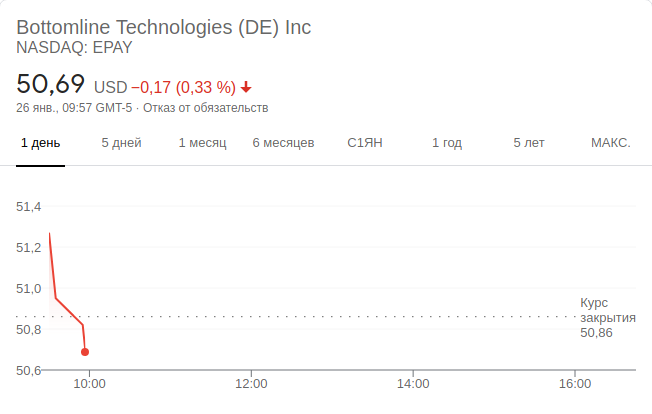 Bottomline Technologies (DE) Inc
NASDAQ: EPAY
50,69 USD −0,17 (0,33 %)
26 янв., 09:57 GMT-5 · Отказ от обязательств
1 день 5 дней 1 месяц 6 месяцев С1ЯН 1 год 5 лет МАКС.
51,4
51,2
51,0
50,8
50,6
Курс
закрытия
50,86
10:00 12:00 14:00 16:00